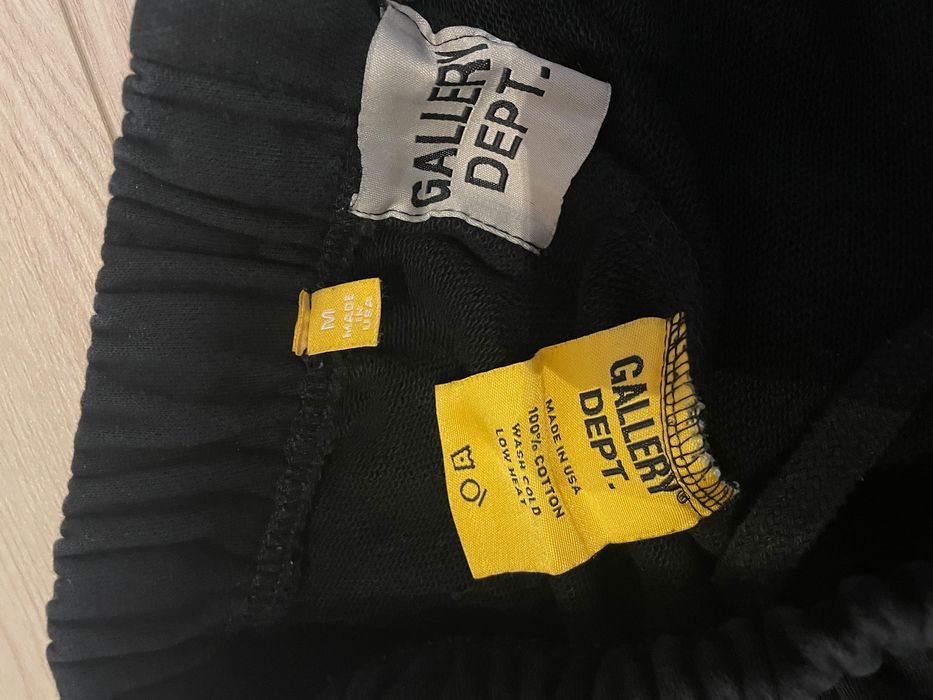 GALLERY
DEPT.
M
MADE
IN
USA
GALLERY®
DEPT.
MADE IN USA
100% COTTON
WASH COLD
LOW HEAT